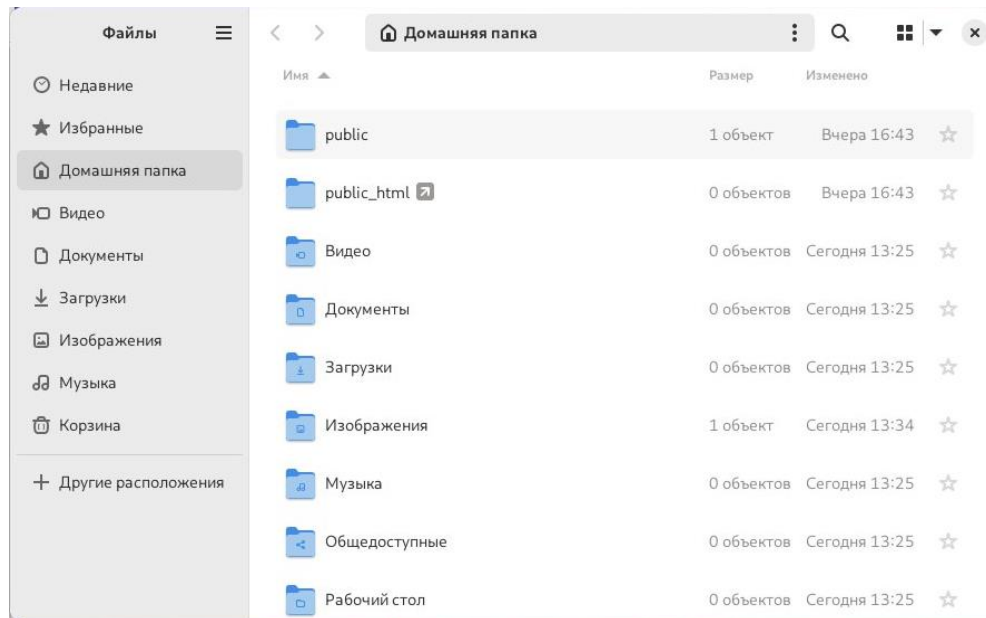 Файлы
Домашняя папка
Недавние
Избранные
Домашняя папка
Видео
Документы
Загрузки
Изображения
Музыка
Корзина
Другие расположения
Имя Размер Изменено
public 1 объект Вчера 16:43
public_html 0 объектов Вчера 16:43
Видео 0 объектов Сегодня 13:25
Документы 0 объектов Сегодня 13:25
Загрузки 0 объектов Сегодня 13:25
Изображения 1 объект Сегодня 13:34
Музыка 0 объектов Сегодня 13:25
Общедоступные 0 объектов Сегодня 13:25
Рабочий стол 0 объектов Сегодня 13:25